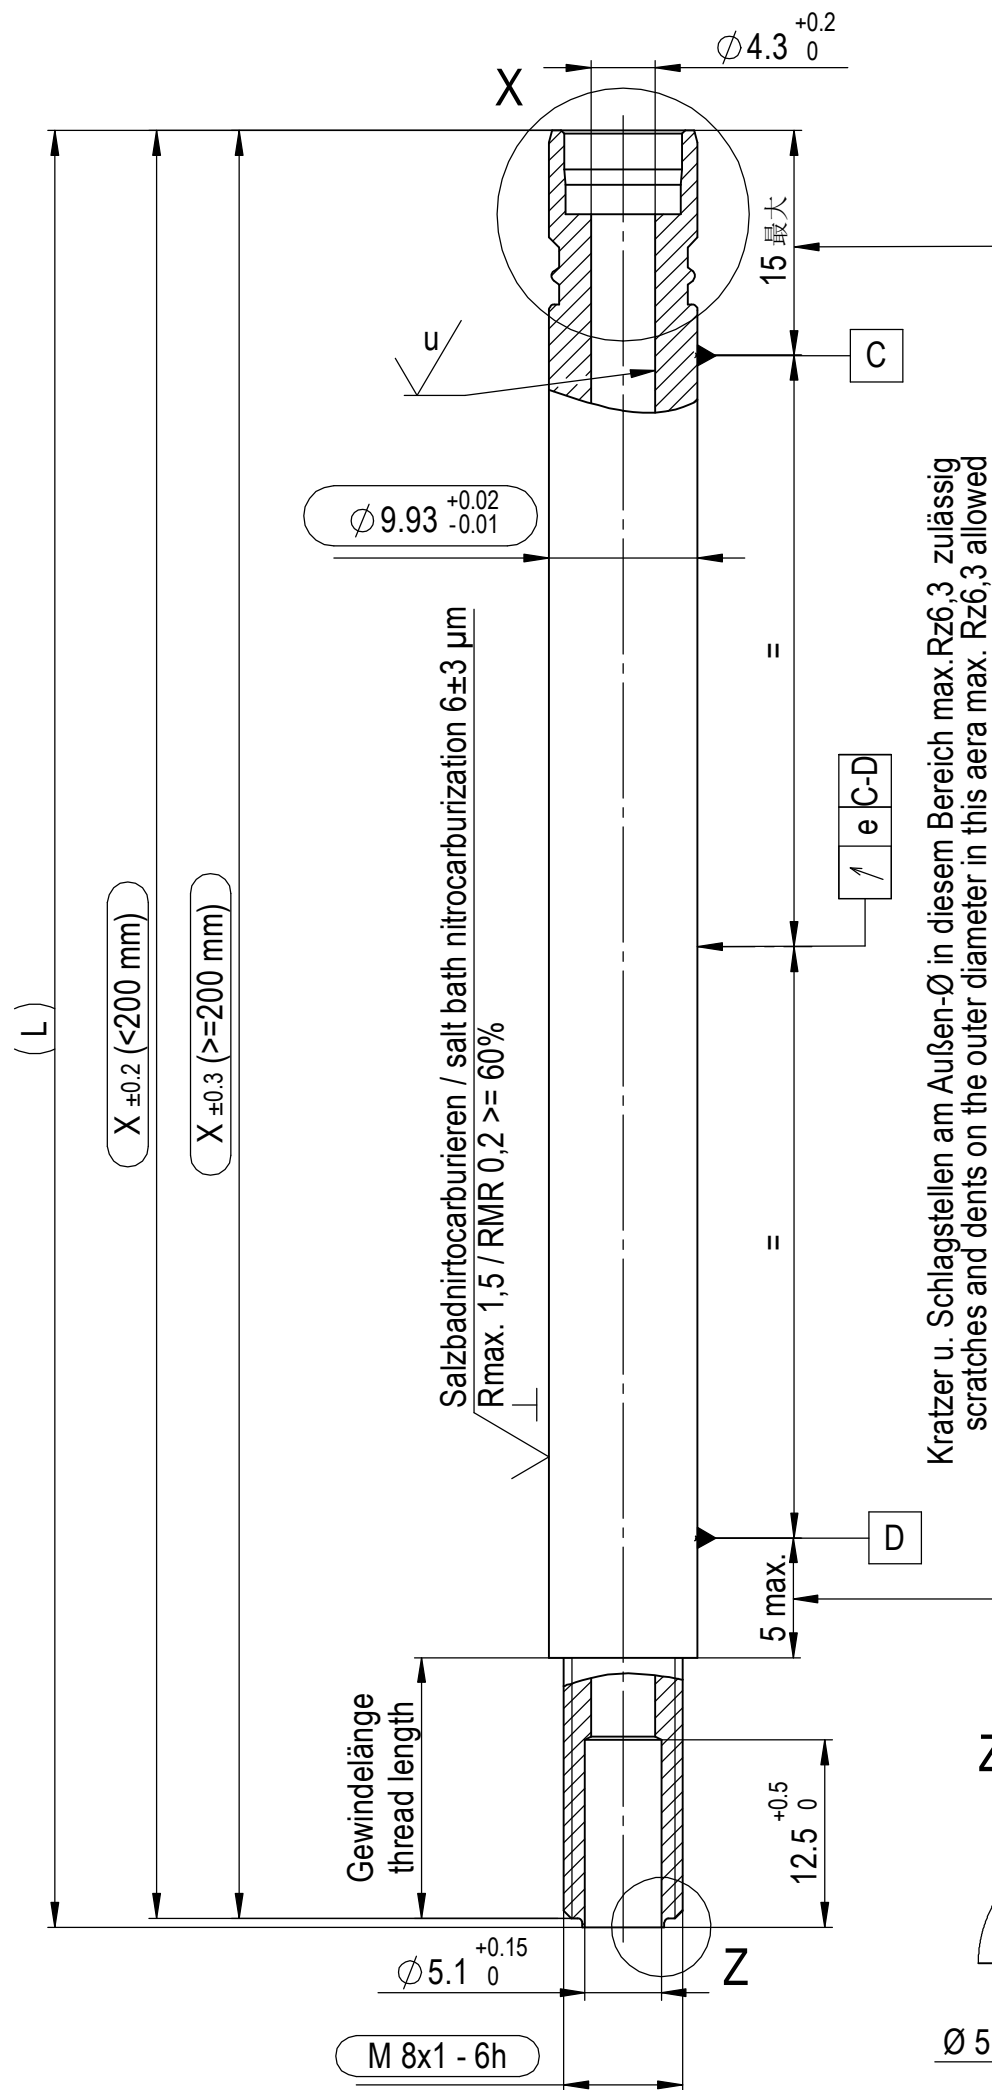 Ø 4.3 +0.2 0
X
15 最大
u
C
Ø 9.93 +0.02 -0.01
=
Salzbadnirtocarburieren / salt bath nitrocarburization 6±3 µm
Rmax. 1,5 / RMR 0,2 >= 60%
Kratzer u. Schlagstellen am Außen-Ø in diesem Bereich max.Rz6,3 zulässig
scratches and dents on the outer diameter in this aera max. Rz6,3 allowed
e C-D
(L)
X ±0.2 (<200 mm)
X ±0.3 (>=200 mm)
=
D
5 max.
Gewindelänge
thread length
12.5 +0.5 0
Z
Ø 5.1 +0.15 0
Z
M 8x1 - 6h
Ø 5